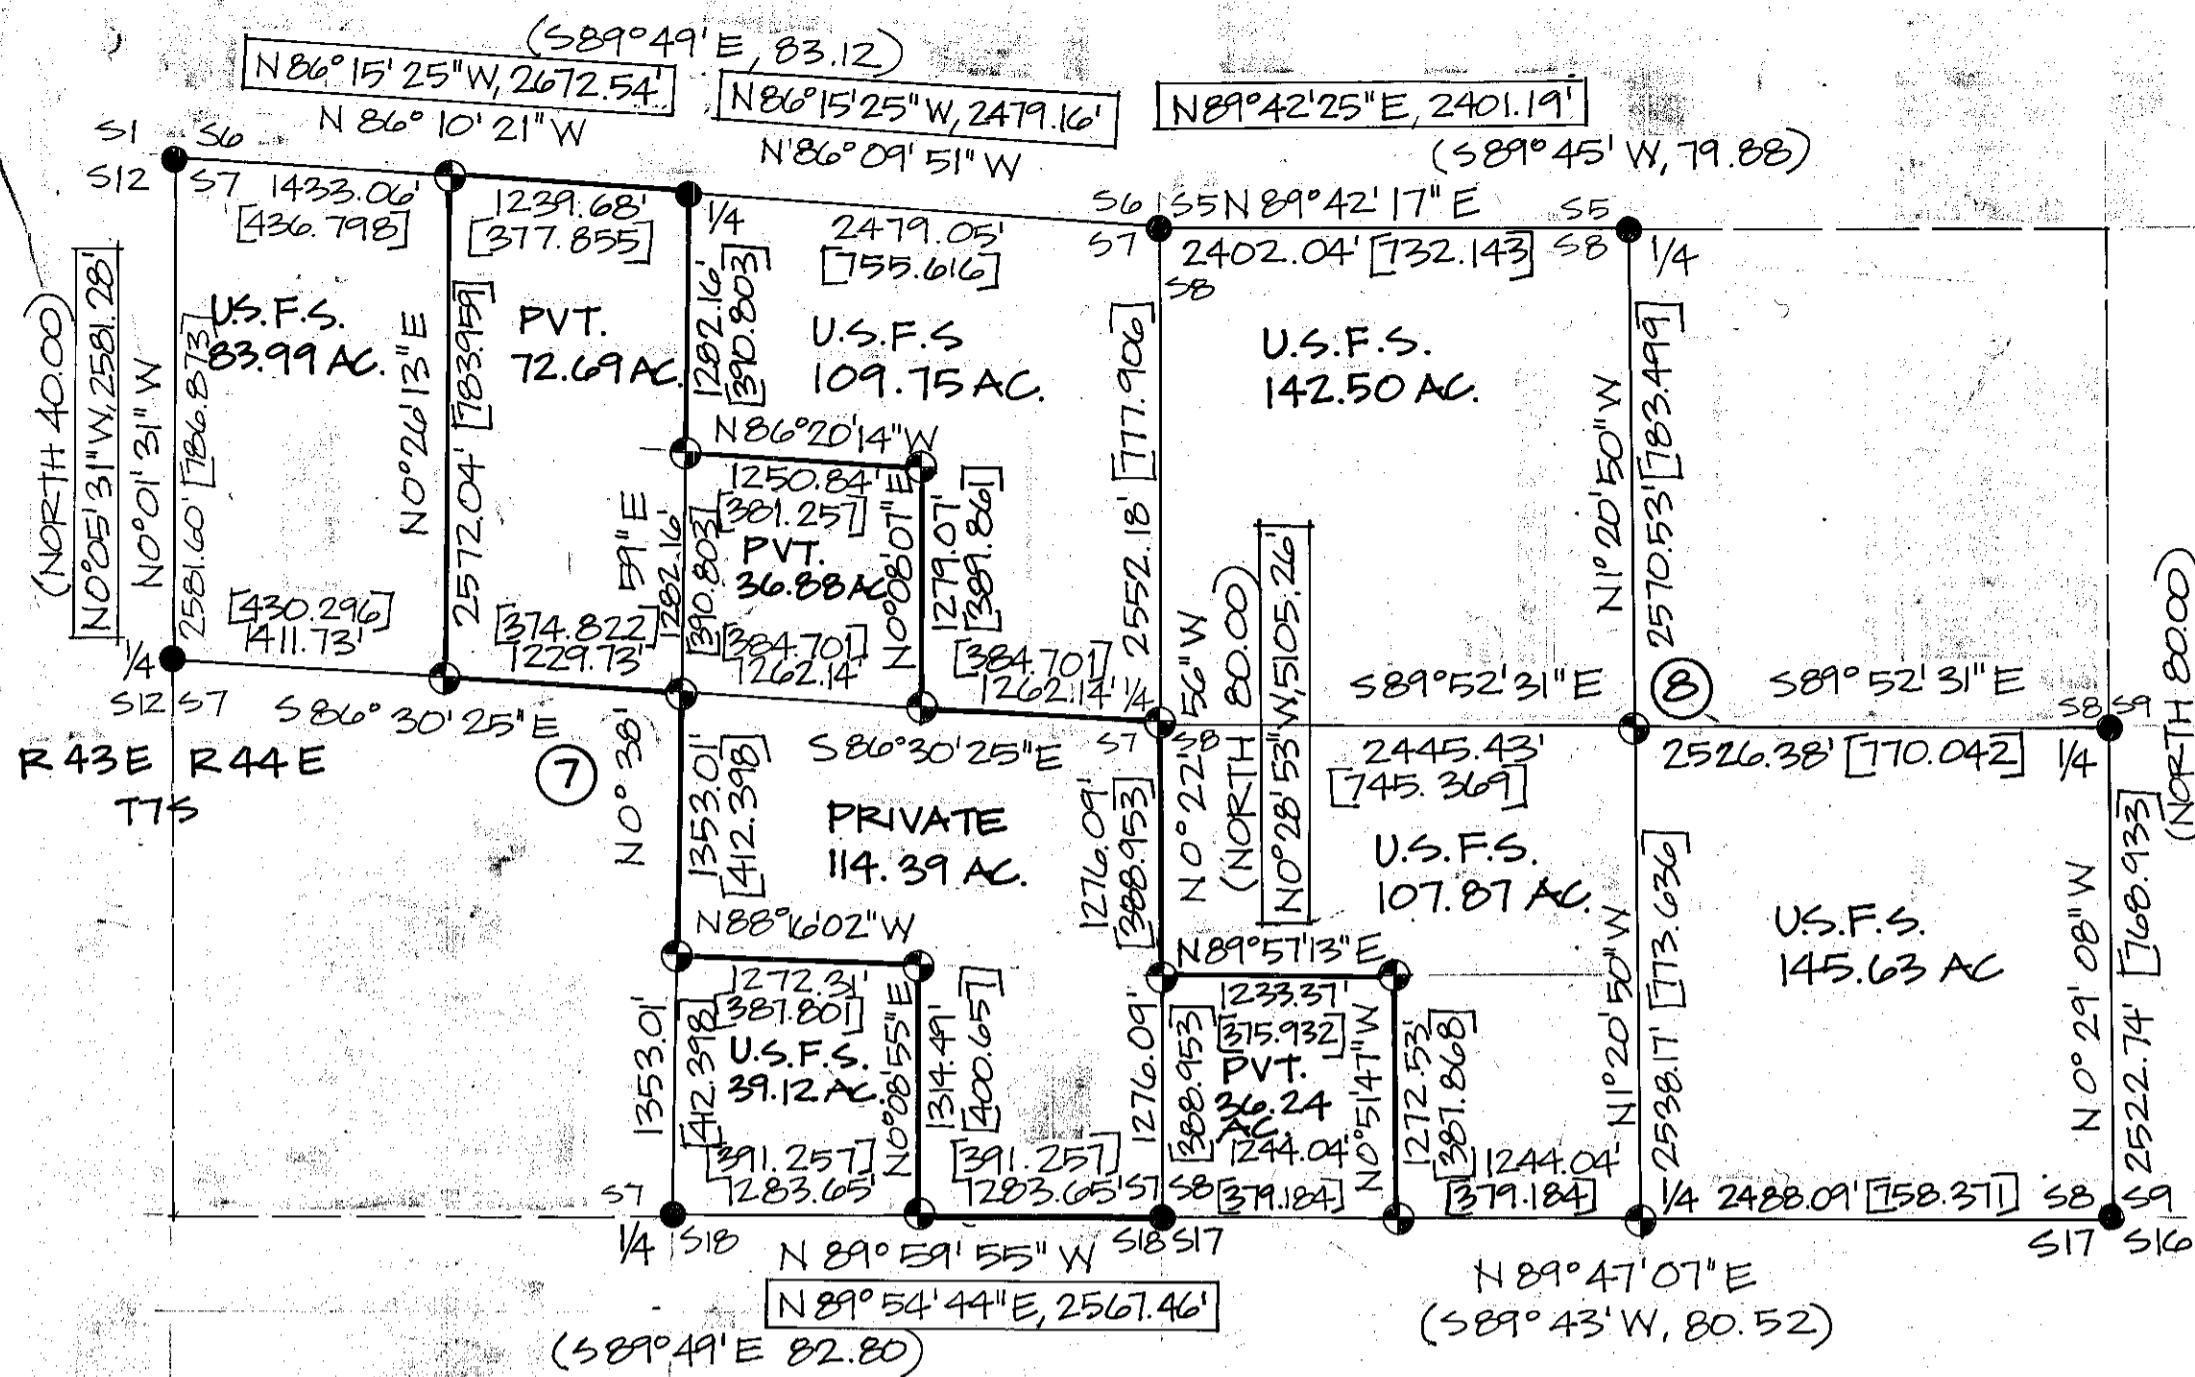 (S89°49'E, 83.12)
N86°15'25"W, 2672.54'
N86°15'25"W, 2479.16'
N89°42'25"E, 2401.19'
N 86° 10' 21" W
N'86° 09' 51" W
(S89° 45' W, 79.88)
S1 S6
S12 S7
1433.06'
[436.798]
1239.68'
[377.855]
1/4
2479.05'
[755.616]
S6 S5 N 89° 42' 17" E S5
S7 2402.04' [732.143] S8 1/4
S8
(NORTH 40.00)
N0°05'31"W, 2581.28'
N0°01'31" W
2581.60' [786.873]
U.S.F.S.
83.99 AC.
N0°26'13"E
2572.04' [783.959]
PVT.
72.69 AC.
1282.16'
[390.803]
U.S.F.S
109.75 AC.
2552.18' [777.906]
U.S.F.S.
142.50 AC.
N1°20'50"W
2570.53' [783.499]
N86°20'14"W
1250.84'
[381.257]
PVT.
36.88 AC
N0°08'07"E
1279.07'
[389.861]
59" E
1282.16'
[390.803]
[430.296]
1411.73'
[374.822]
1229.73'
[384.701]
1262.14'
[384.701]
1262.14' 1/4
1/4
S12 S7
S 86° 30' 25" E
R 43E R 44 E
T7S
7
N 0° 38'
S 86°30'25"E
S7 S8
N 0° 22' 56" W
(NORTH 80.00)
N0°28'53"W, 5105.26'
S89°52'31"E
8
S89°52'31"E
S8 S9
2445.43'
[745.369]
2526.38' [770.042] 1/4
(NORTH 80.00)
1353.01'
[412.398]
PRIVATE
114.39 AC.
1276.09'
[388.953]
U.S.F.S.
107.87 AC.
N1°20'50"W
2538.17' [773.636]
U.S.F.S.
145.63 AC
N 0° 29' 08" W
2522.74' [768.933]
N88°16'02"W
1272.31'
[387.801]
U.S.F.S.
39.12 AC.
1353.01'
[412.398]
N0°08'55"E
1314.49'
[400.657]
N89°57'13"E
1233.37'
[375.932]
PVT.
36.24
AC.
1276.09'
[388.953]
N0°51'47"W
1272.53'
[387.868]
[391.257]
1283.65'
[391.257]
1283.65' S7 S8
1244.04'
[379.184]
1244.04'
[379.184]
1/4 2488.09' [758.371] S8 S9
S7
1/4 S18
S18 S17
S17 S16
N 89° 59' 55" W
N 89° 54' 44" E, 2567.46'
(S89°49'E 82.80)
N 89° 47' 07" E
(S89° 43' W, 80.52)